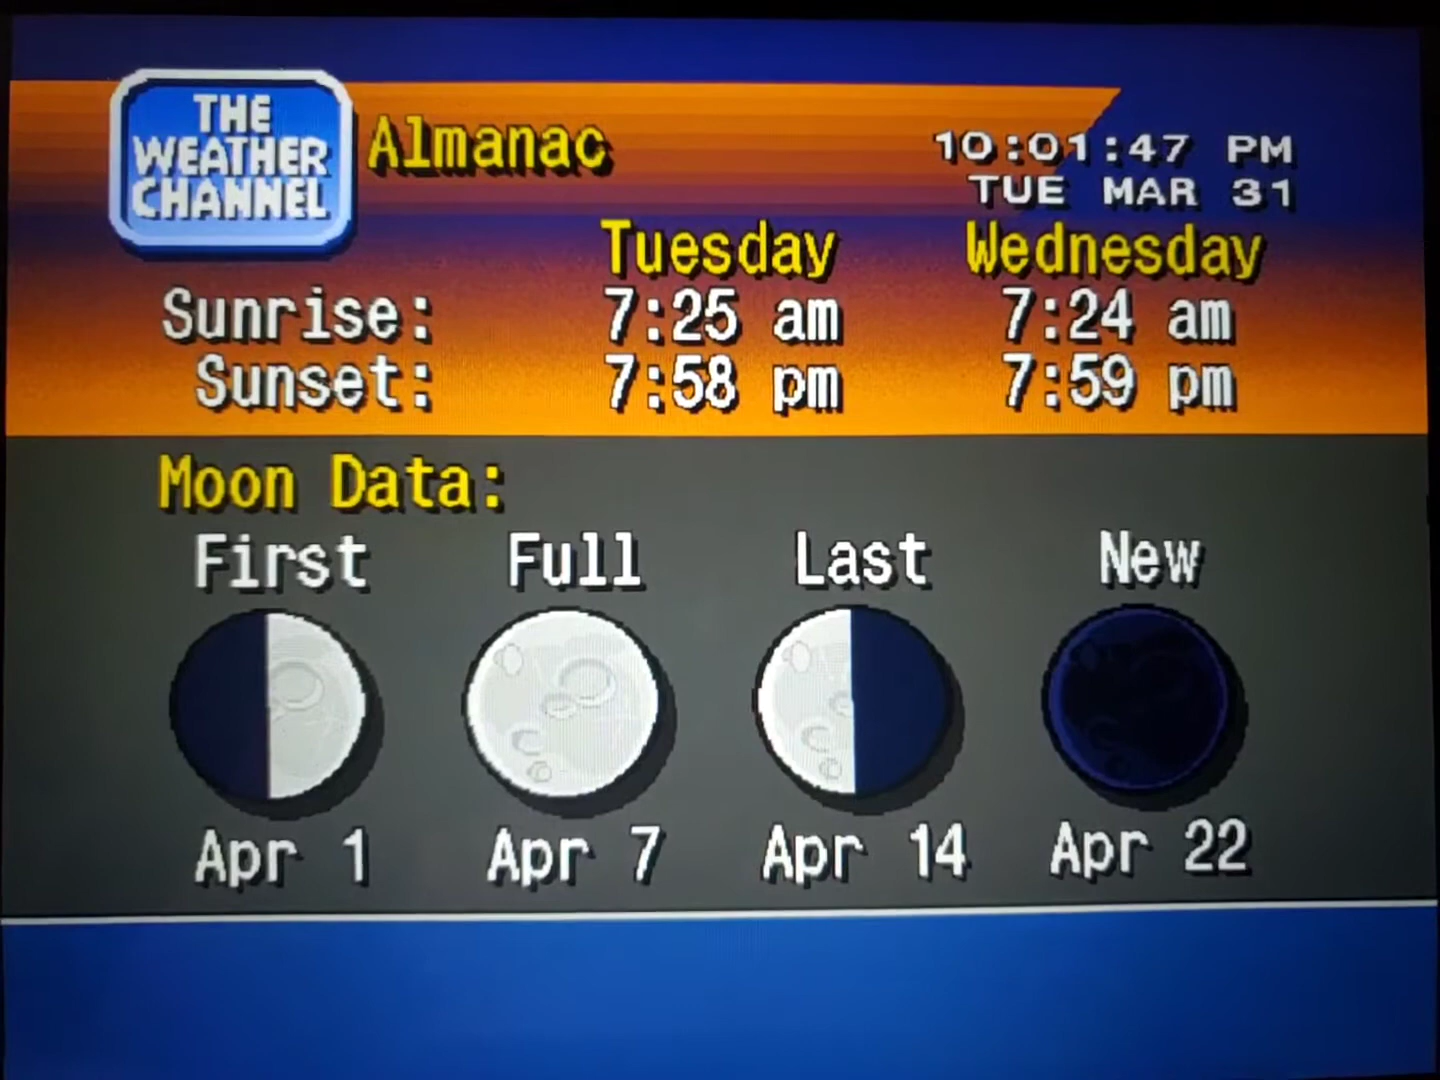 THE
WEATHER
CHANNEL
Almanac
10:01:47 PM
TUE MAR 31
Tuesday Wednesday
Sunrise: 7:25 am 7:24 am
Sunset: 7:58 pm 7:59 pm
Moon Data:
First Full Last New
Apr 1 Apr 7 Apr 14 Apr 22